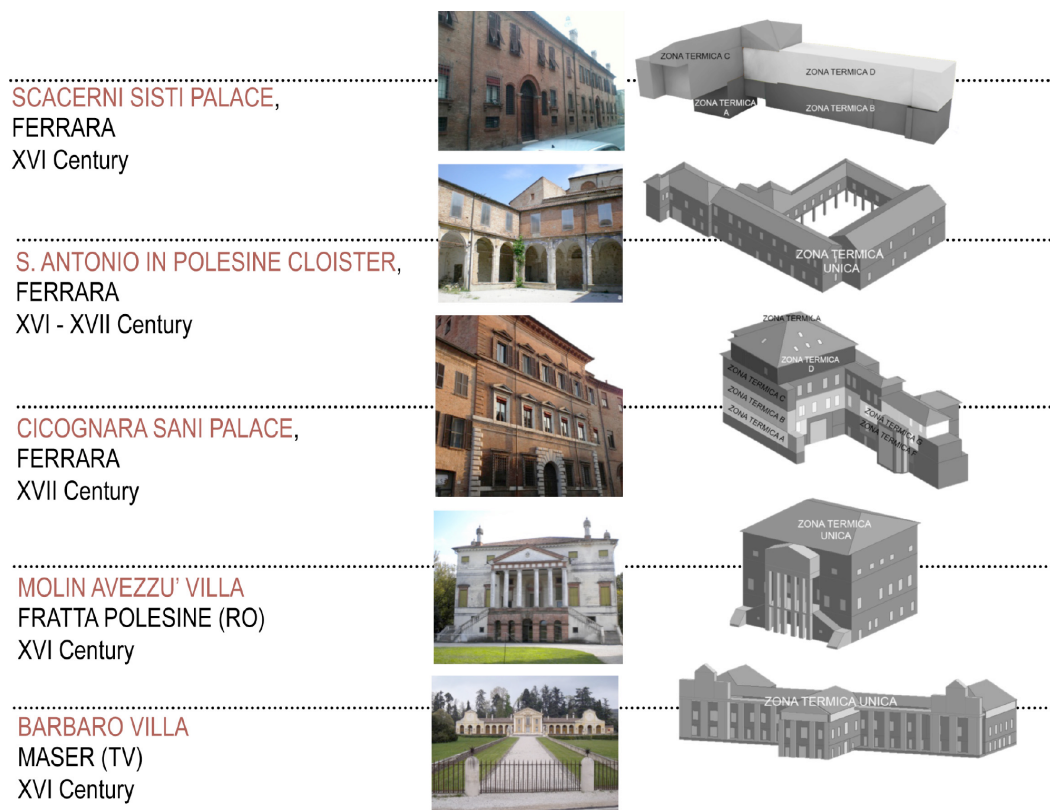 SCACERNI SISTI PALACE,
FERRARA
XVI Century
ZONA TERMICA C
ZONA TERMICA D
ZONA TERMICA
A
ZONA TERMICA B
S. ANTONIO IN POLESINE CLOISTER,
FERRARA
XVI - XVII Century
ZONA TERMICA
UNICA
CICOGNARA SANI PALACE,
FERRARA
XVII Century
ZONA TERMICA
D
ZONA TERMICA C
ZONA TERMICA B
ZONA TERMICA A
ZONA TERMICA G
ZONA TERMICA F
MOLIN AVEZZU' VILLA
FRATTA POLESINE (RO)
XVI Century
ZONA TERMICA
UNICA
BARBARO VILLA
MASER (TV)
XVI Century
ZONA TERMICA UNICA